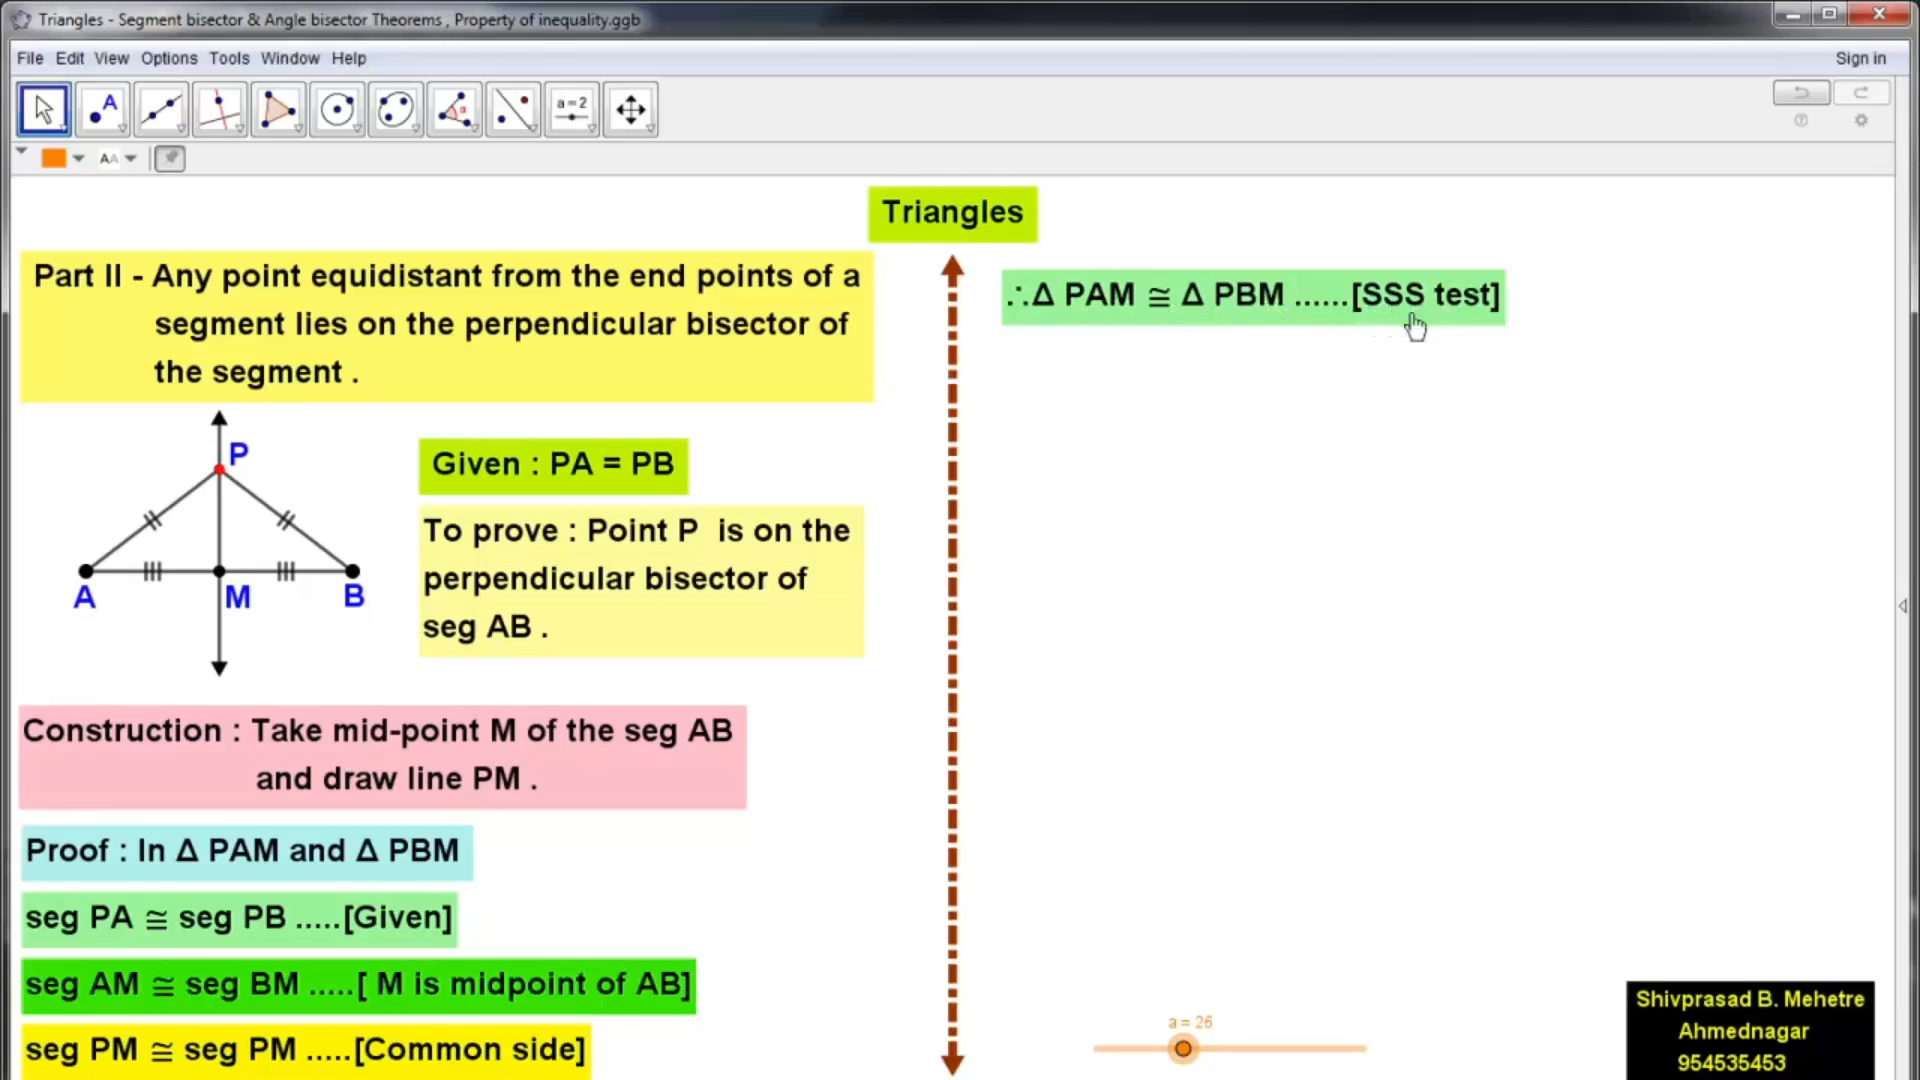 Triangles - Segment bisector & Angle bisector Theorems , Property of inequality.ggb
File Edit View Options Tools Window Help
Sign in
A
a = 2
AA
Triangles
Part II - Any point equidistant from the end points of a
segment lies on the perpendicular bisector of
the segment .
P
A
M
B
Given : PA = PB
To prove : Point P is on the
perpendicular bisector of
seg AB .
Construction : Take mid-point M of the seg AB
and draw line PM .
Proof : In Δ PAM and Δ PBM
seg PA ≅ seg PB .....[Given]
seg AM ≅ seg BM .....[ M is midpoint of AB]
seg PM ≅ seg PM .....[Common side]
∴Δ PAM ≅ Δ PBM ......[SSS test]
a = 26
Shivprasad B. Mehetre
Ahmednagar
954535453